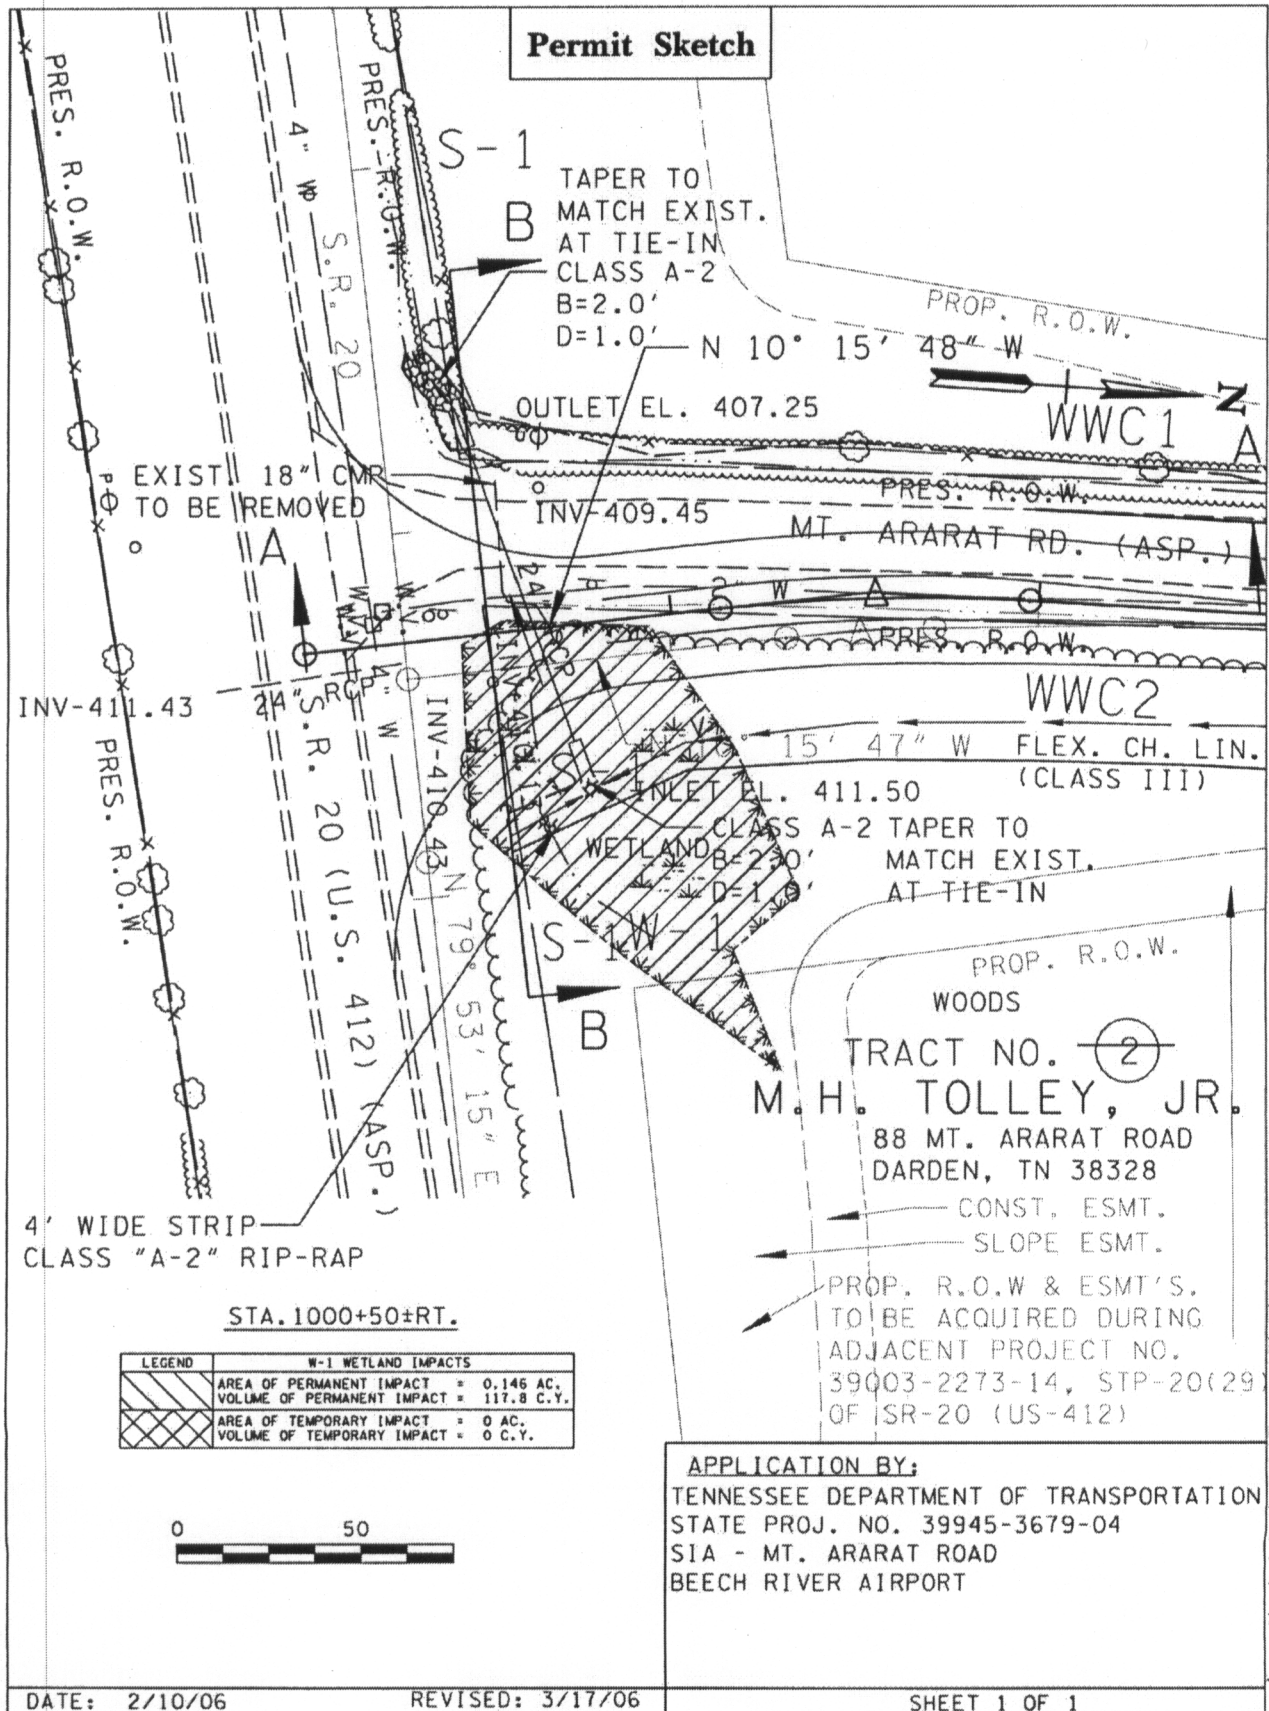 Permit Sketch
PRES. R.O.W.
4" W
S.R. 20
PRES. R.O.W.
S-1
TAPER TO
MATCH EXIST.
AT TIE-IN
B
CLASS A-2
B=2.0'
D=1.0'
PROP. R.O.W.
N 10° 15' 48" W
N
OUTLET EL. 407.25
WWC1
A
EXIST. 18" CMP
TO BE REMOVED
INV-409.45
PRES. R.O.W.
MT. ARARAT RD. (ASP.)
A
PRES. R.O.W.
INV-411.43
24" RCP
4" W
INV-410.43
WWC2
15' 47" W
FLEX. CH. LIN.
(CLASS III)
INLET EL. 411.50
CLASS A-2
B=2.0'
D=1.0'
TAPER TO
MATCH EXIST.
AT TIE-IN
WETLAND
S-1
W-1
PRES. R.O.W.
S.R. 20 (U.S. 412) (ASP.)
N 79° 53' 15" E
B
PROP. R.O.W.
WOODS
TRACT NO. 2
M.H. TOLLEY, JR.
88 MT. ARARAT ROAD
DARDEN, TN 38328
CONST. ESMT.
SLOPE ESMT.
4' WIDE STRIP
CLASS "A-2" RIP-RAP
PROP. R.O.W & ESMT'S.
TO BE ACQUIRED DURING
ADJACENT PROJECT NO.
39003-2273-14, STP-20(29)
OF SR-20 (US-412)
STA.1000+50±RT.
LEGEND
W-1 WETLAND IMPACTS
AREA OF PERMANENT IMPACT = 0.146 AC.
VOLUME OF PERMANENT IMPACT = 117.8 C.Y.
AREA OF TEMPORARY IMPACT = 0 AC.
VOLUME OF TEMPORARY IMPACT = 0 C.Y.
0 50
APPLICATION BY:
TENNESSEE DEPARTMENT OF TRANSPORTATION
STATE PROJ. NO. 39945-3679-04
SIA - MT. ARARAT ROAD
BEECH RIVER AIRPORT
DATE: 2/10/06
REVISED: 3/17/06
SHEET 1 OF 1